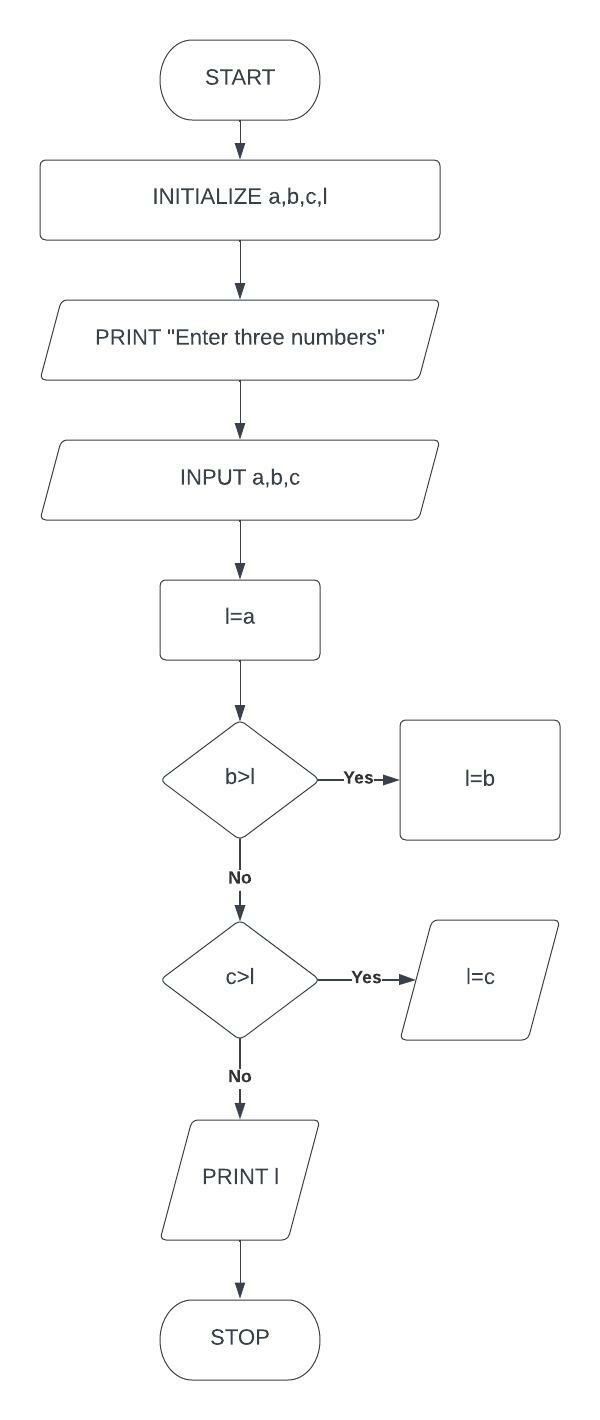 START
INITIALIZE a,b,c,l
PRINT "Enter three numbers"
INPUT a,b,c
l=a
b>l
Yes
l=b
No
c>l
Yes
l=c
No
PRINT l
STOP